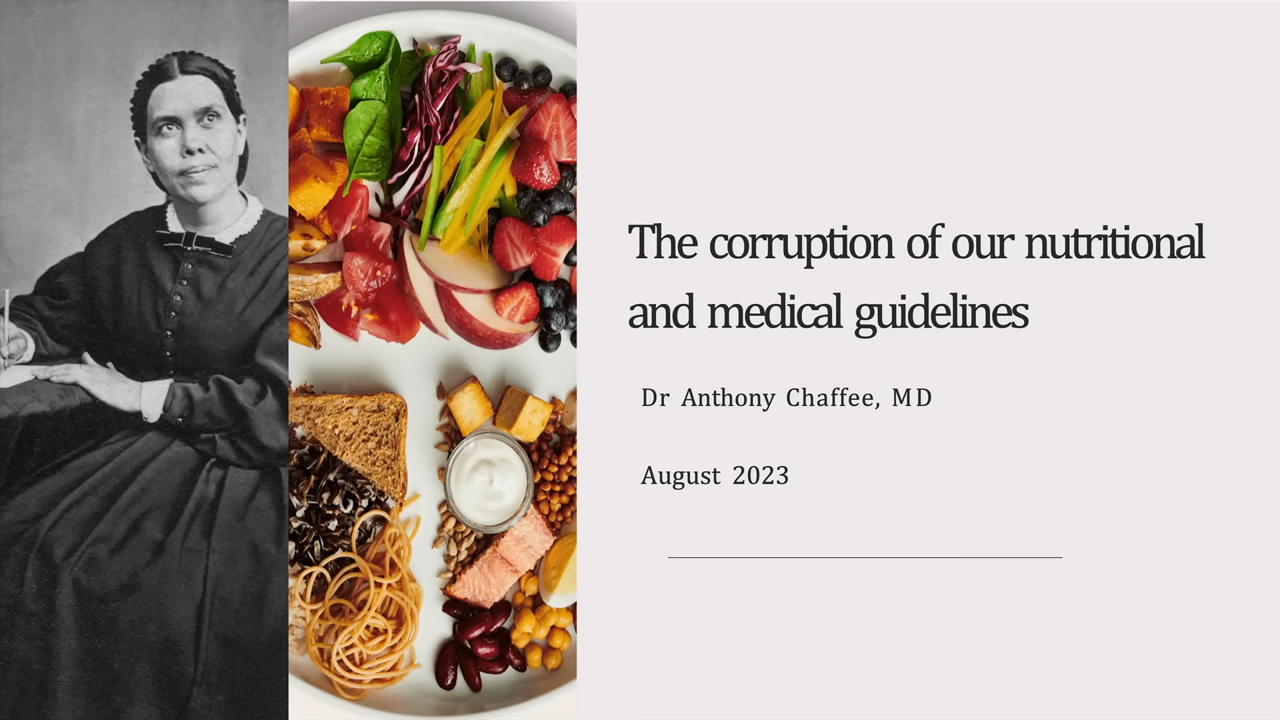 The corruption of our nutritional
and medical guidelines
Dr Anthony Chaffee, MD
August 2023